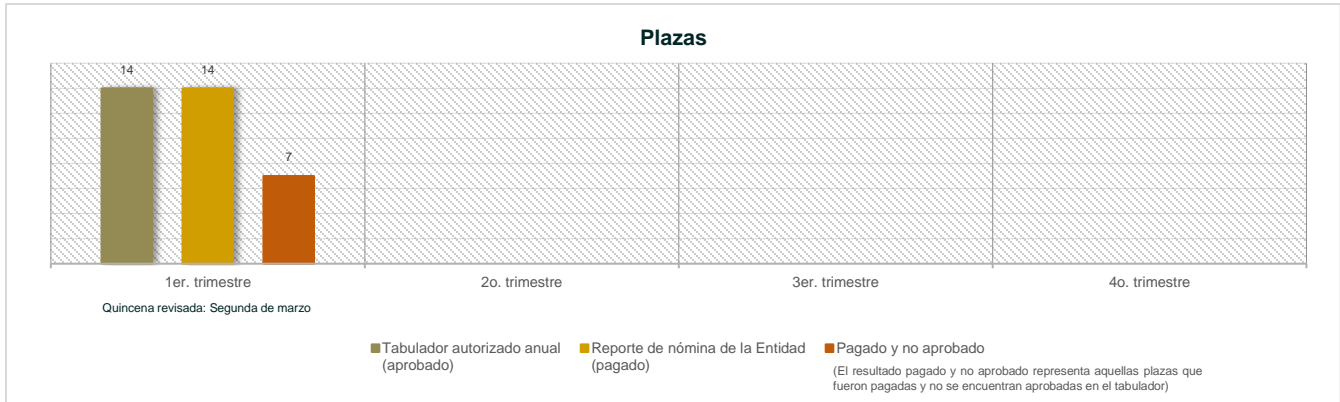 Plazas
14
14
7
1er. trimestre
2o. trimestre
3er. trimestre
4o. trimestre
Quincena revisada: Segunda de marzo
Tabulador autorizado anual
(aprobado)
Reporte de nómina de la Entidad
(pagado)
Pagado y no aprobado
(El resultado pagado y no aprobado representa aquellas plazas que
fueron pagadas y no se encuentran aprobadas en el tabulador)